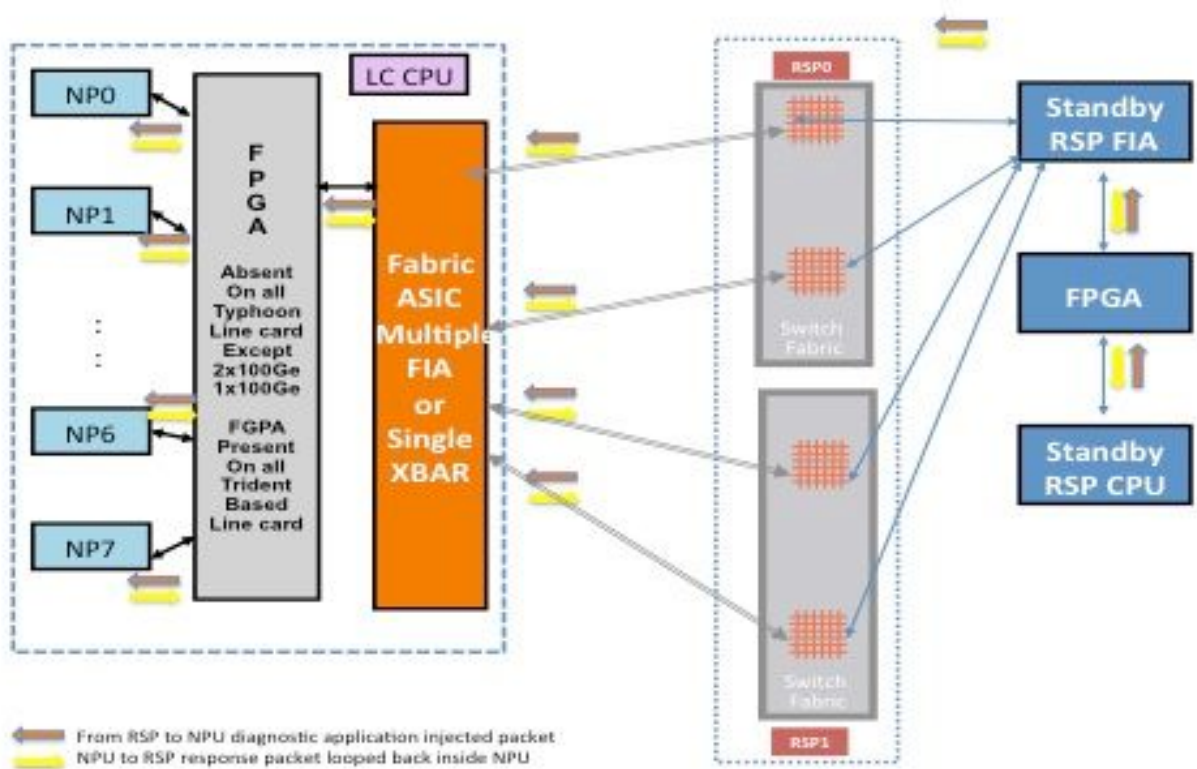 NP0
NP1
:
:
NP6
NP7
F
P
G
A
Absent
On all
Typhoon
Line card
Except
2x100Ge
1x100Ge
FGPA
Present
On all
Trident
Based
Line card
LC CPU
Fabric
ASIC
Multiple
FIA
or
Single
XBAR
RSP0
Switch
Fabric
Switch
Fabric
RSP1
Standby
RSP FIA
FPGA
Standby
RSP CPU
From RSP to NPU diagnostic application injected packet
NPU to RSP response packet looped back inside NPU